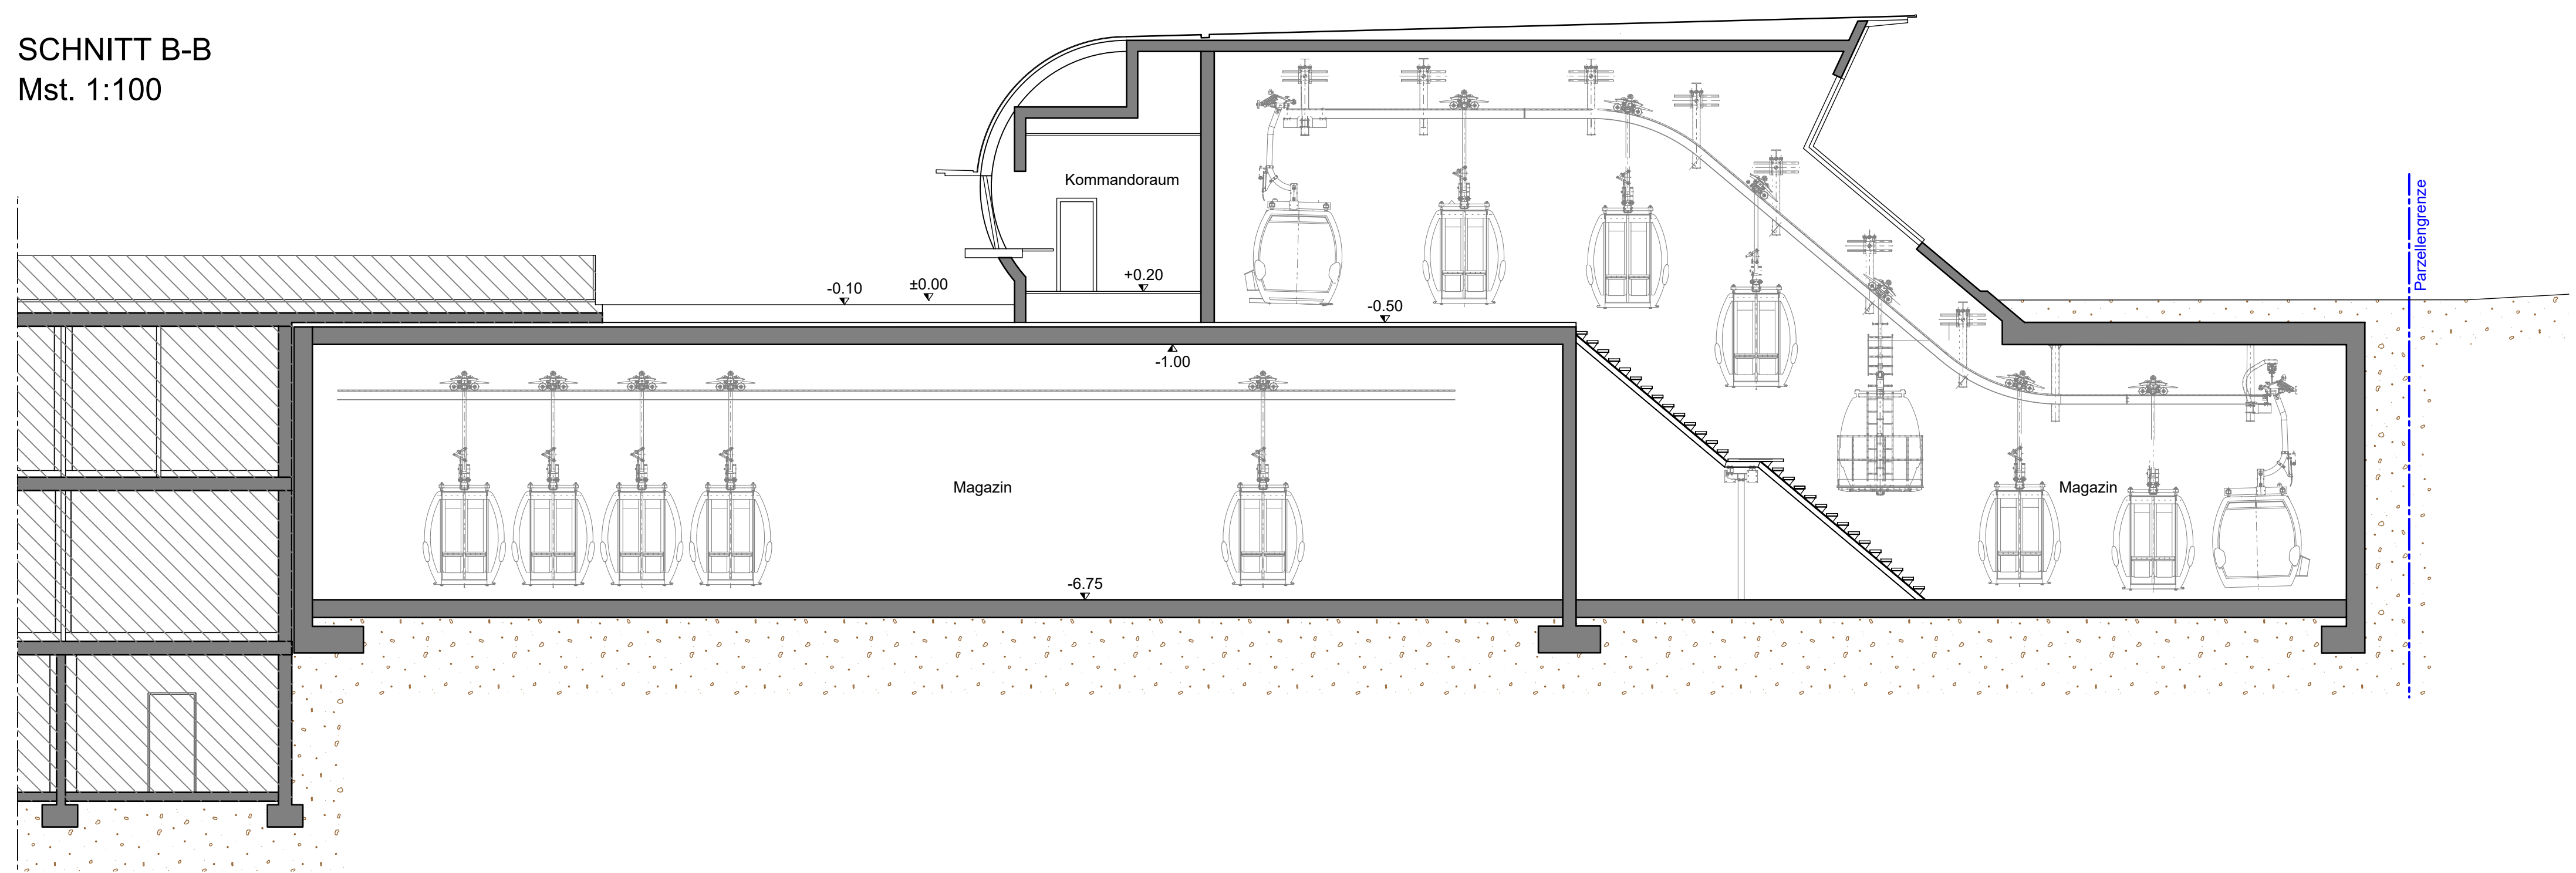 SCHNITT B-B
Mst. 1:100
Kommandoraum
Parzellengrenze
-0.10
±0.00
+0.20
-0.50
-1.00
Magazin
Magazin
-6.75